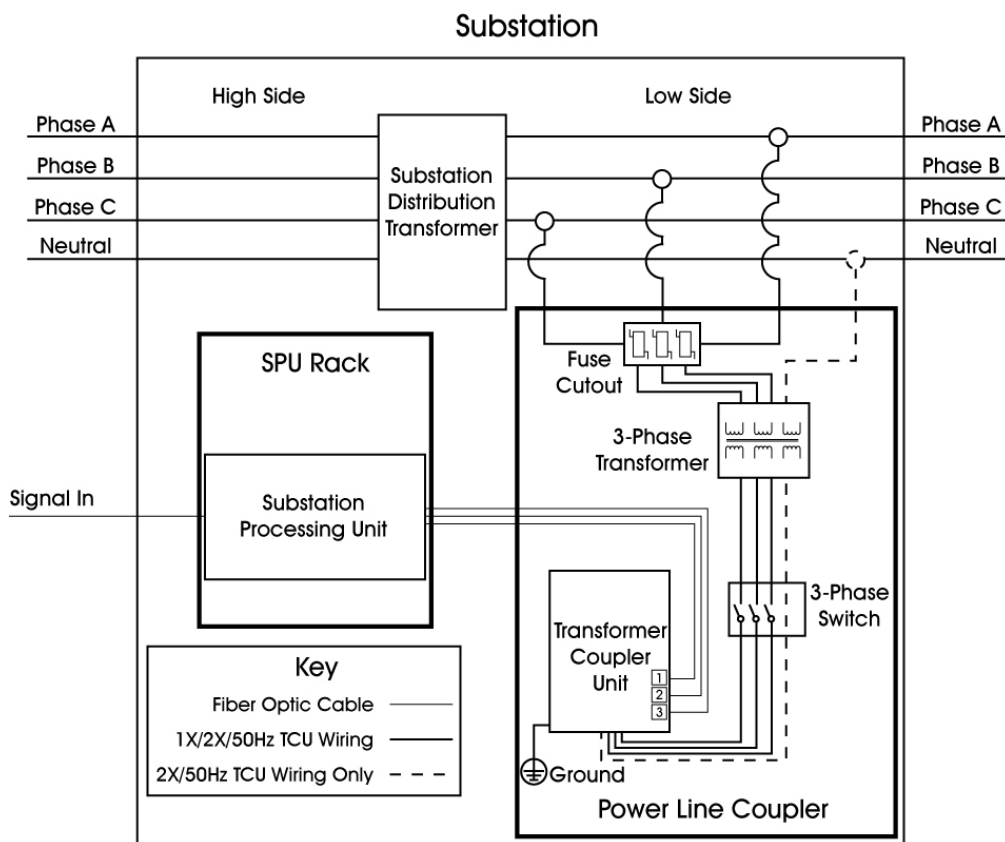 Substation
High Side
Low Side
Phase A
Phase A
Phase B
Phase B
Phase C
Phase C
Neutral
Neutral
Substation
Distribution
Transformer
SPU Rack
Fuse
Cutout
3-Phase
Transformer
Signal In
Substation
Processing Unit
3-Phase
Switch
Transformer
Coupler
Unit
1
2
3
Ground
Power Line Coupler
Key
Fiber Optic Cable
1X/2X/50Hz TCU Wiring
2X/50Hz TCU Wiring Only